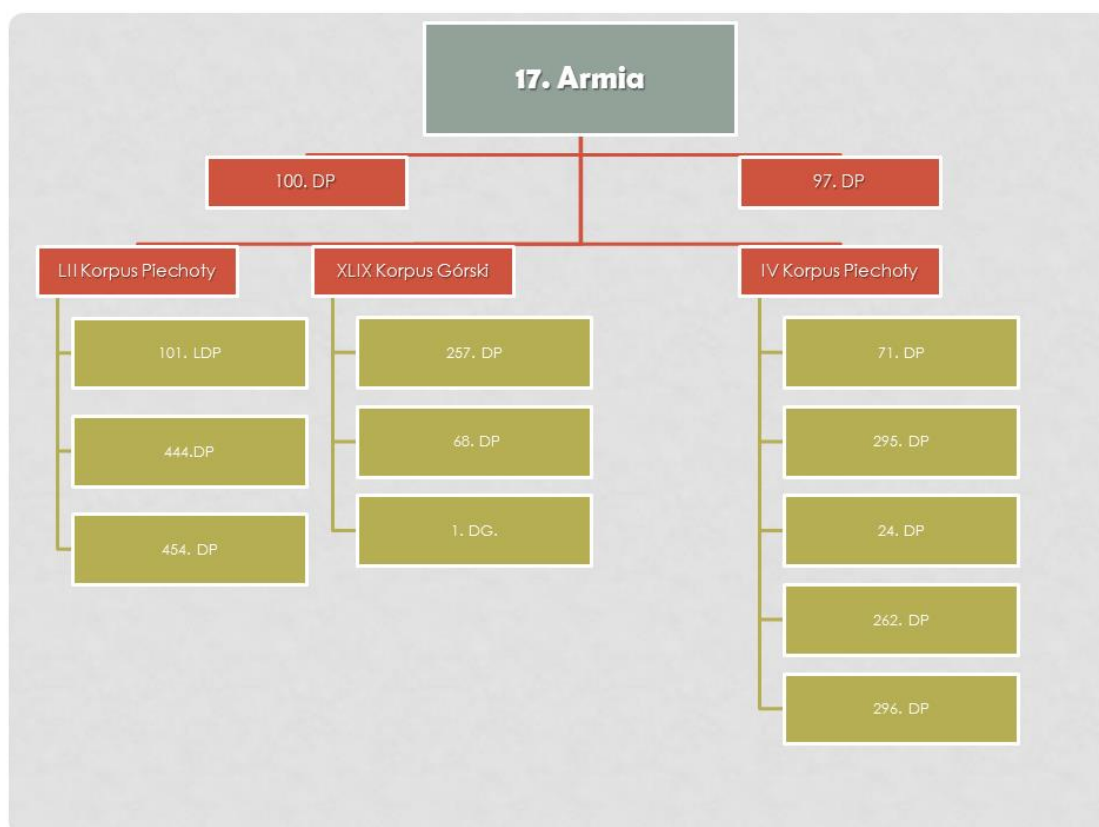 17. Armia
100. DP
97. DP
LII Korpus Piechoty
XLIX Korpus Górski
IV Korpus Piechoty
101. LDP
444.DP
454. DP
257. DP
68. DP
1. DG.
71. DP
295. DP
24. DP
262. DP
296. DP